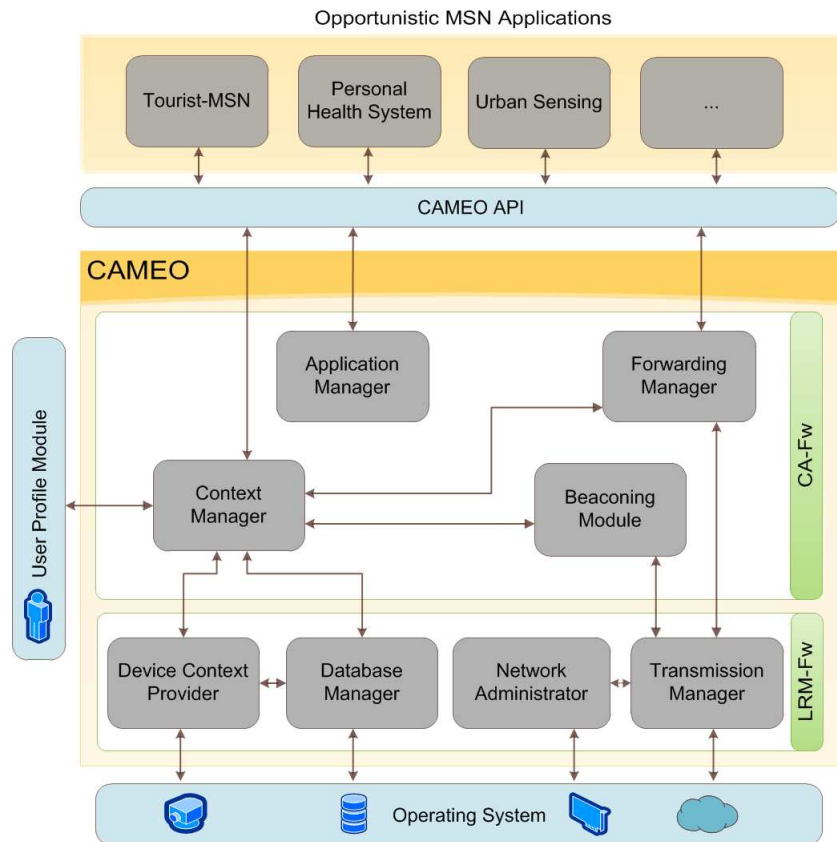 Opportunistic MSN Applications
Tourist-MSN
Personal
Health System
Urban Sensing
...
CAMEO API
CAMEO
Application
Manager
Forwarding
Manager
CA-Fw
User Profile Module
Context
Manager
Beaconing
Module
Device Context
Provider
Database
Manager
Network
Administrator
Transmission
Manager
LRM-Fw
Operating System